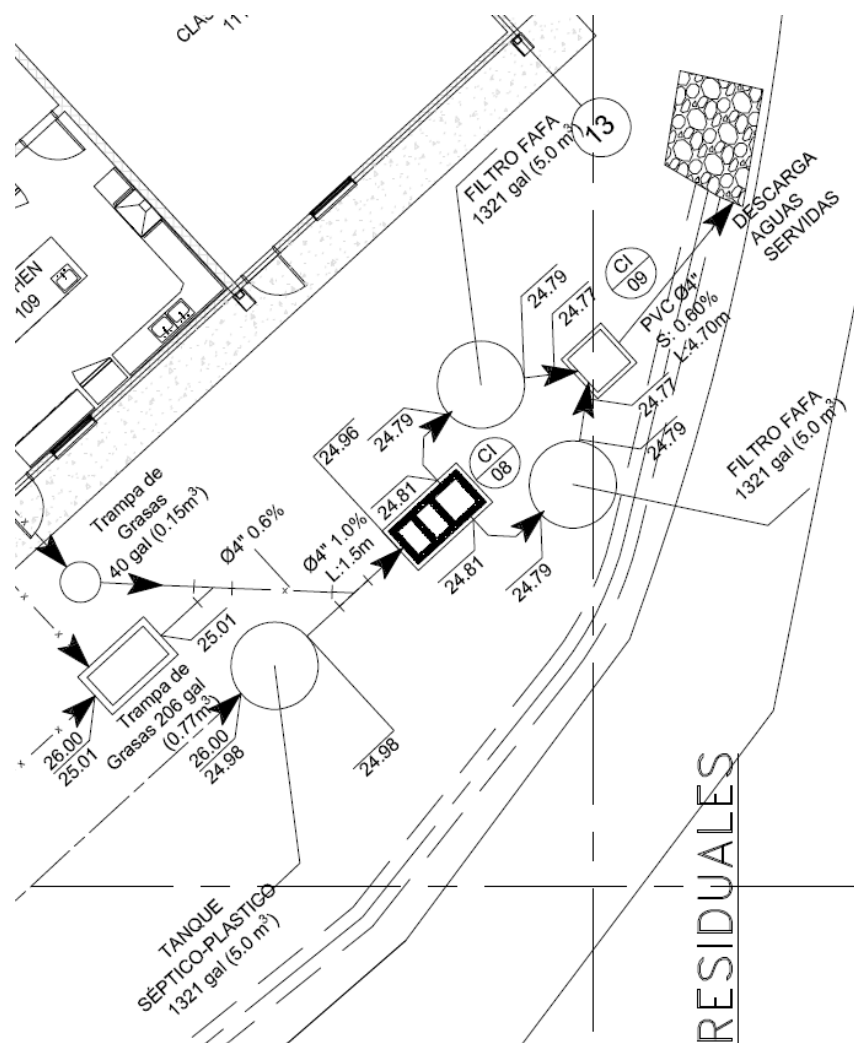 CLAS
11
HEN
109
13
FILTRO FAFA
1321 gal (5.0 m³)
DESCARGA
AGUAS
SERVIDAS
CI
09
PVC Ø4"
S: 0.60%
L:4.70m
24.79
24.77
24.77
24.79
FILTRO FAFA
1321 gal (5.0 m³)
24.96
24.79
CI
08
24.81
24.81
24.79
Trampa de
Grasas
40 gal (0.15m³)
Ø4" 0.6%
Ø4" 1.0%
L:1.5m
25.01
Trampa de
Grasas 206 gal
(0.77m³)
26.00
25.01
26.00
24.98
24.98
TANQUE
SÉPTICO-PLASTICO
1321 gal (5.0 m³)
RESIDUALES